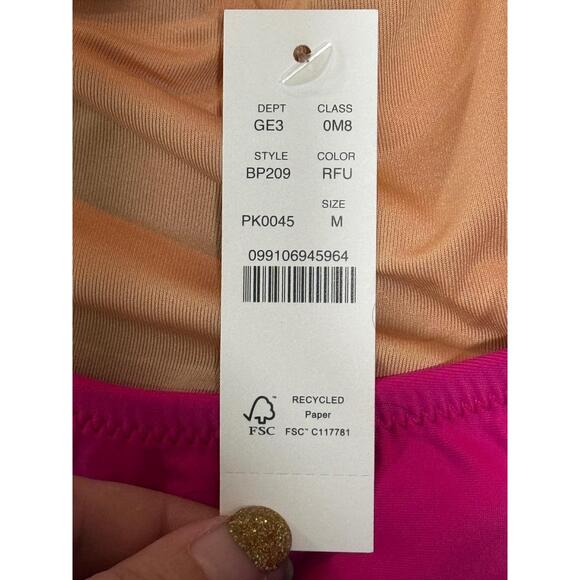 DEPT CLASS
GE3 0M8
STYLE COLOR
BP209 RFU
SIZE
PK0045 M
099106945964
RECYCLED
Paper
FSC FSC™ C117781